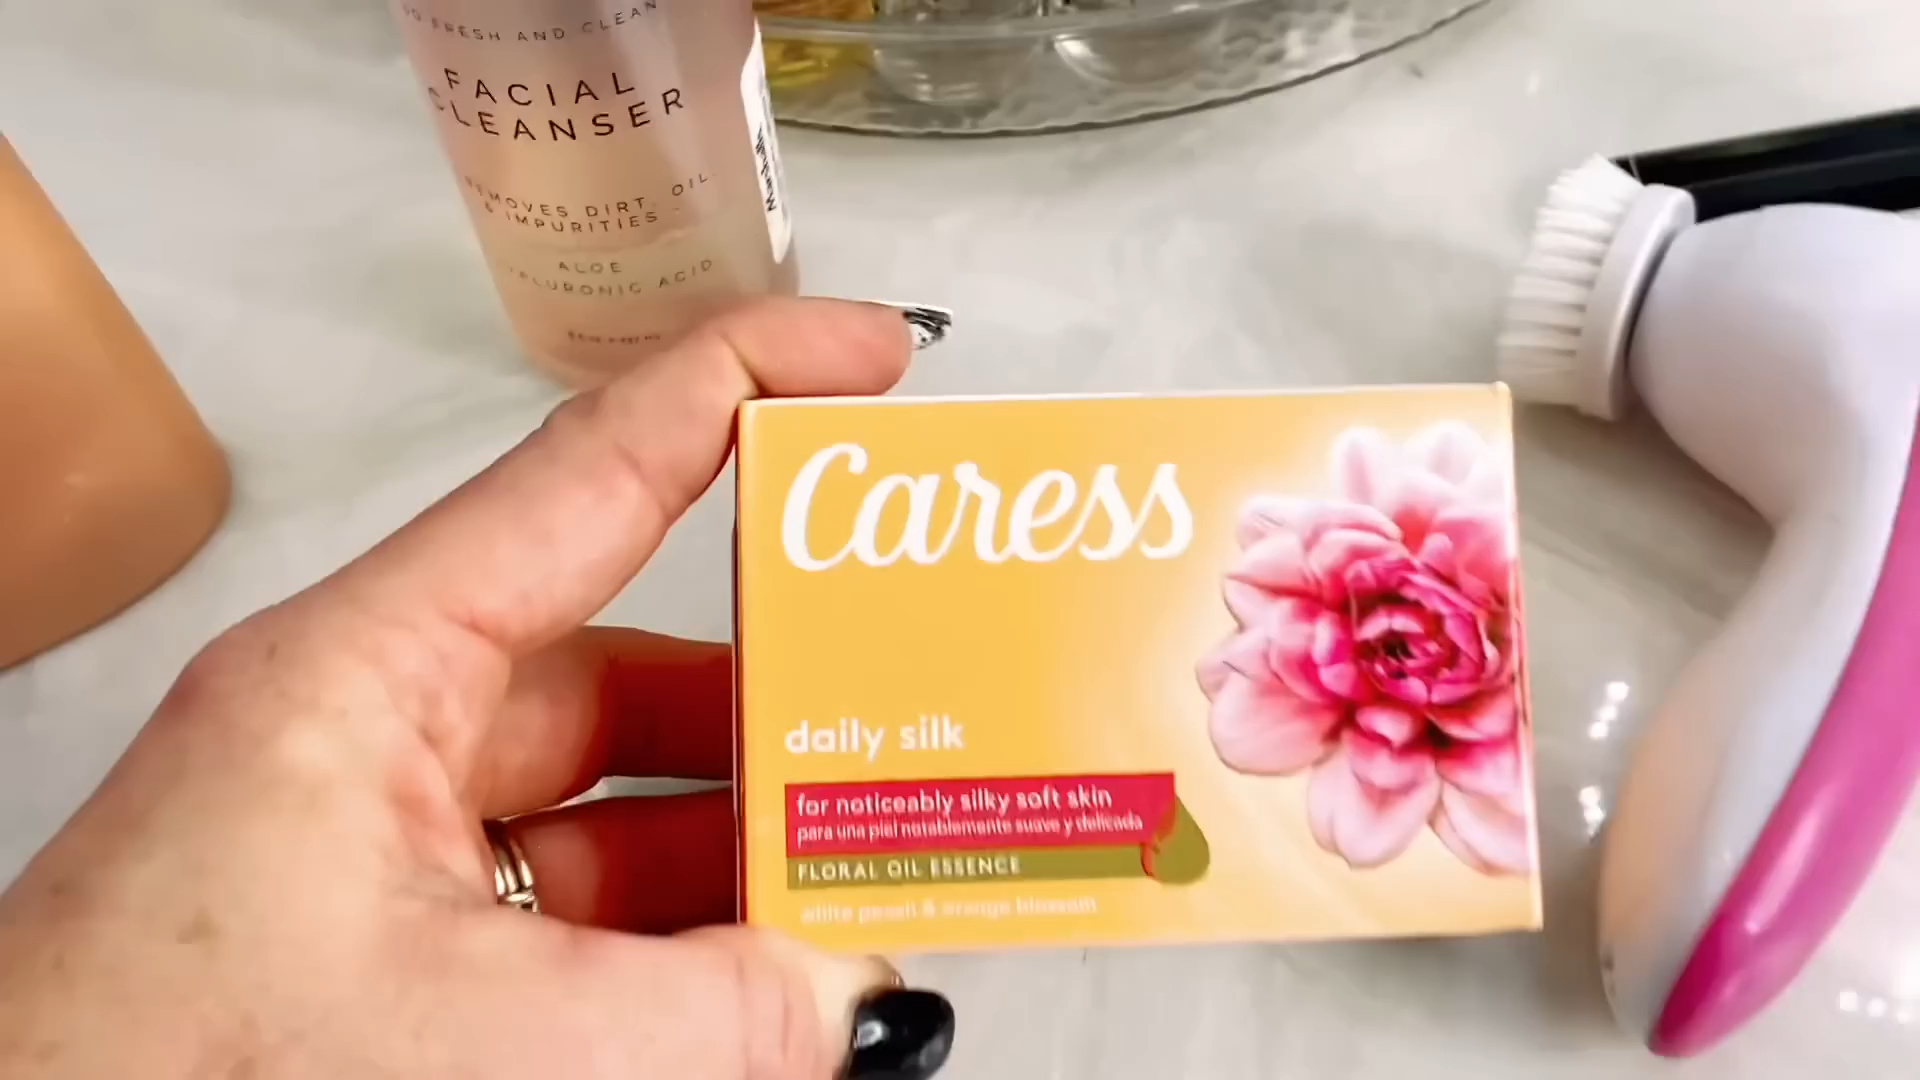 FRESH AND CLEAN
FACIAL
CLEANSER
REMOVES DIRT, OIL,
& IMPURITIES
ALOE
HYALURONIC ACID
Marshalls
Caress
daily silk
for noticeably silky soft skin
para una piel notablemente suave y delicada
FLORAL OIL ESSENCE
white peach & orange blossom